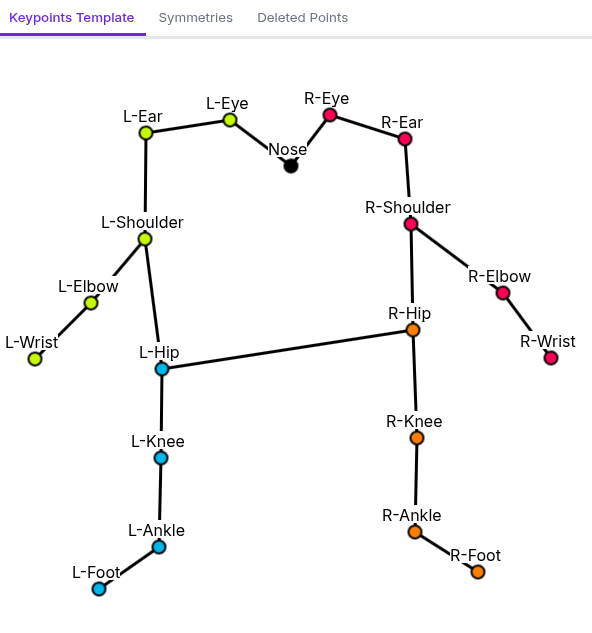 Keypoints Template
Symmetries
Deleted Points
L-Ear
L-Eye
R-Eye
R-Ear
Nose
L-Shoulder
R-Shoulder
L-Elbow
R-Elbow
L-Wrist
R-Hip
R-Wrist
L-Hip
L-Knee
R-Knee
L-Ankle
R-Ankle
L-Foot
R-Foot